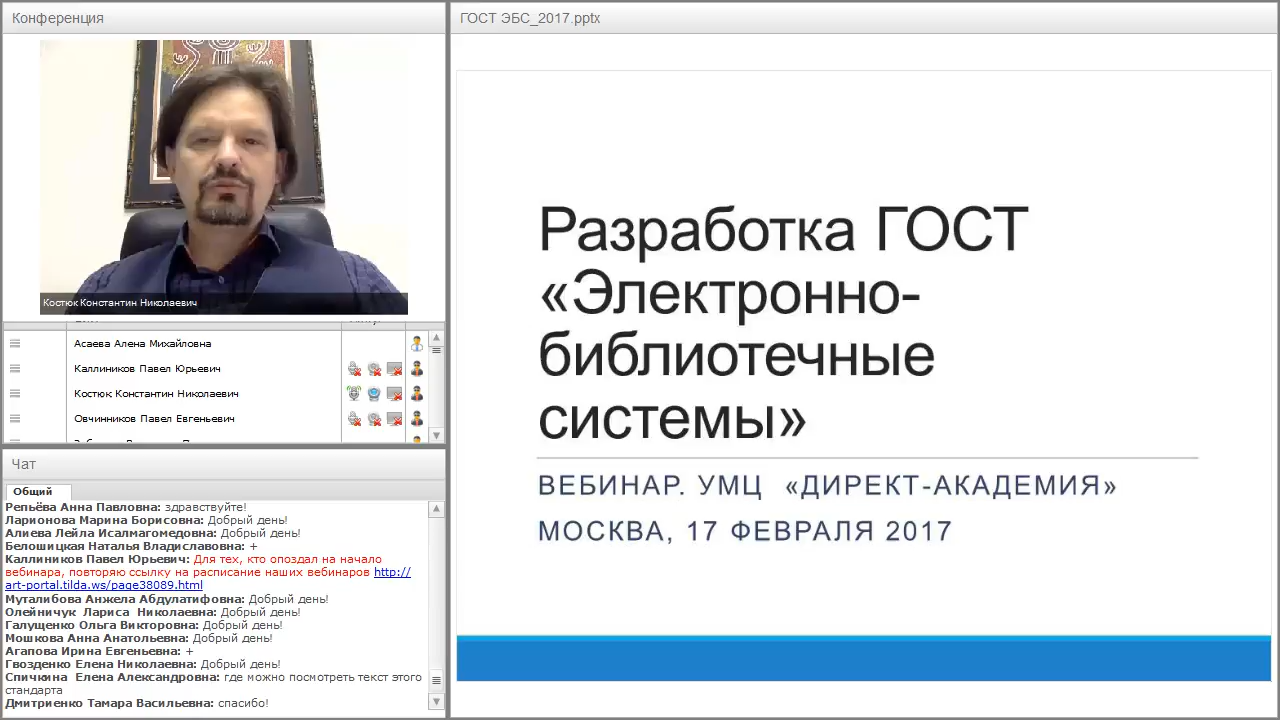 Конференция
Костюк Константин Николаевич
Асаева Алена Михайловна
Каллиников Павел Юрьевич
Костюк Константин Николаевич
Овчинников Павел Евгеньевич
Чат
Общий
Репьёва Анна Павловна: здравствуйте!
Ларионова Марина Борисовна: Добрый день!
Алиева Лейла Исалмагомедовна: Добрый день!
Белошицкая Наталья Владиславовна: +
Каллиников Павел Юрьевич: Для тех, кто опоздал на начало
вебинара, повторяю ссылку на расписание наших вебинаров http://
art-portal.tilda.ws/page38089.html
Муталибова Анжела Абдулатифовна: Добрый день!
Олейничук Лариса Николаевна: Добрый день!
Галущенко Ольга Викторовна: Добрый день!
Мошкова Анна Анатольевна: Добрый день!
Агапова Ирина Евгеньевна: +
Гвозденко Елена Николаевна: Добрый день!
Спичкина Елена Александровна: где можно посмотреть текст этого
стандарта
Дмитриенко Тамара Васильевна: спасибо!
ГОСТ ЭБС_2017.pptx
Разработка ГОСТ
«Электронно-
библиотечные
системы»
ВЕБИНАР. УМЦ «ДИРЕКТ-АКАДЕМИЯ»
МОСКВА, 17 ФЕВРАЛЯ 2017